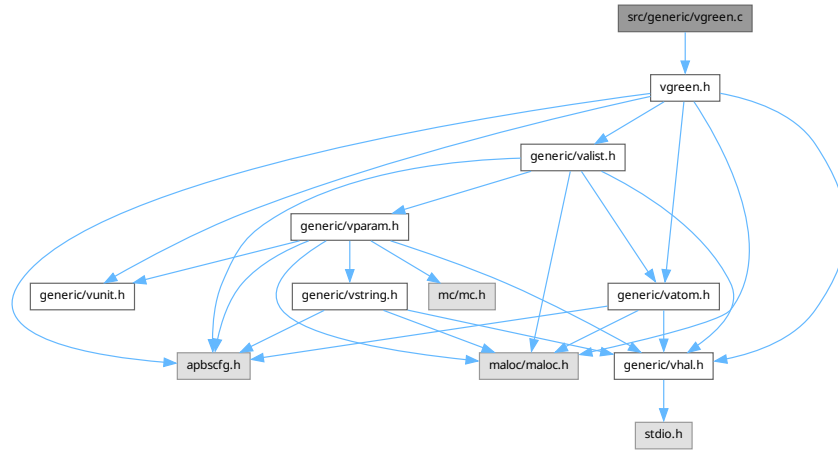 src/generic/vgreen.c
vgreen.h
generic/valist.h
generic/vparam.h
generic/vunit.h
generic/vstring.h
mc/mc.h
generic/vatom.h
apbscfg.h
maloc/maloc.h
generic/vhal.h
stdio.h